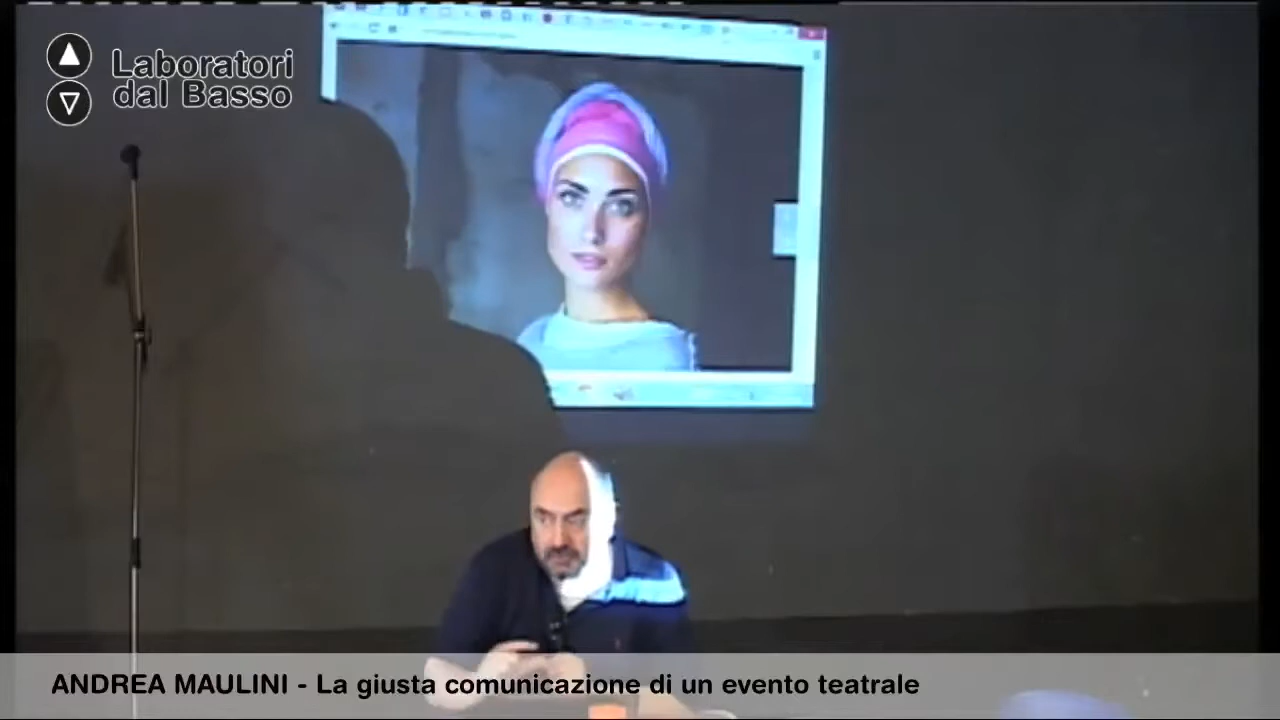 Laboratori
dal Basso
ANDREA MAULINI - La giusta comunicazione di un evento teatrale